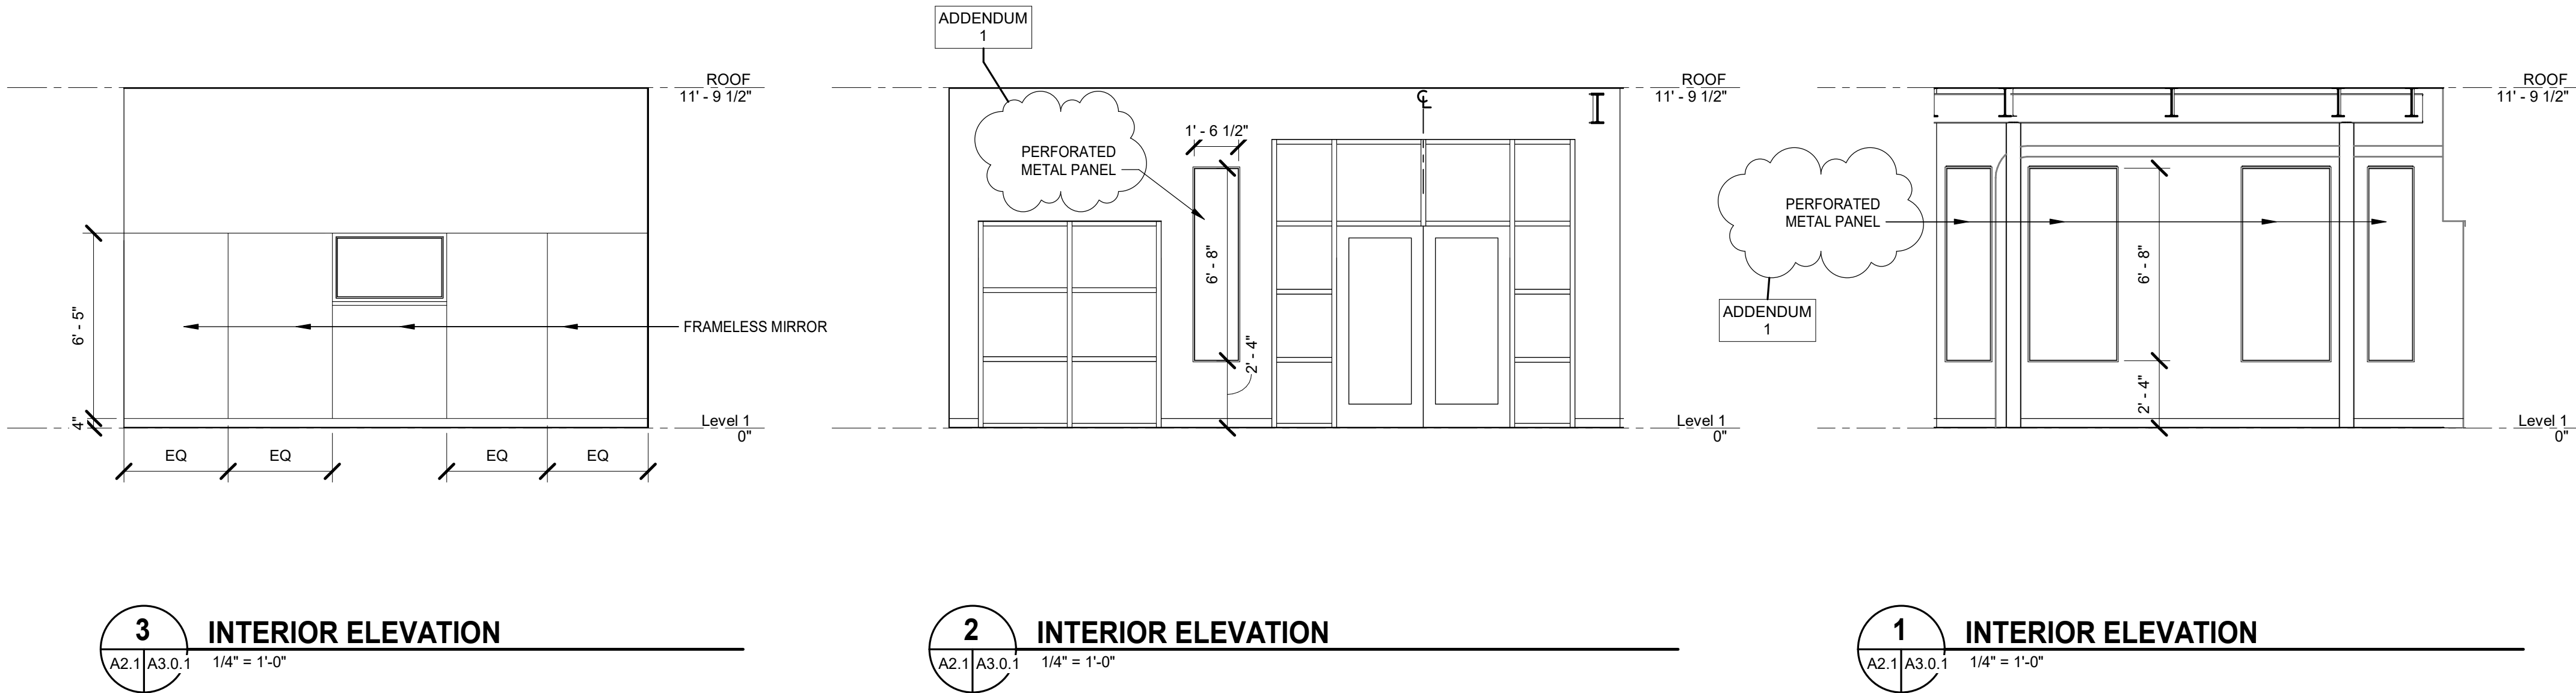 ROOF
11' - 9 1/2"
6' - 5"
4"
FRAMELESS MIRROR
Level 1
0"
EQ
EQ
EQ
EQ
3
A2.1
A3.0.1
INTERIOR ELEVATION
1/4" = 1'-0"
ADDENDUM
1
PERFORATED
METAL PANEL
1' - 6 1/2"
6' - 8"
2' - 4"
℄
ROOF
11' - 9 1/2"
Level 1
0"
2
A2.1
A3.0.1
INTERIOR ELEVATION
1/4" = 1'-0"
PERFORATED
METAL PANEL
ADDENDUM
1
6' - 8"
2' - 4"
ROOF
11' - 9 1/2"
Level 1
0"
1
A2.1
A3.0.1
INTERIOR ELEVATION
1/4" = 1'-0"